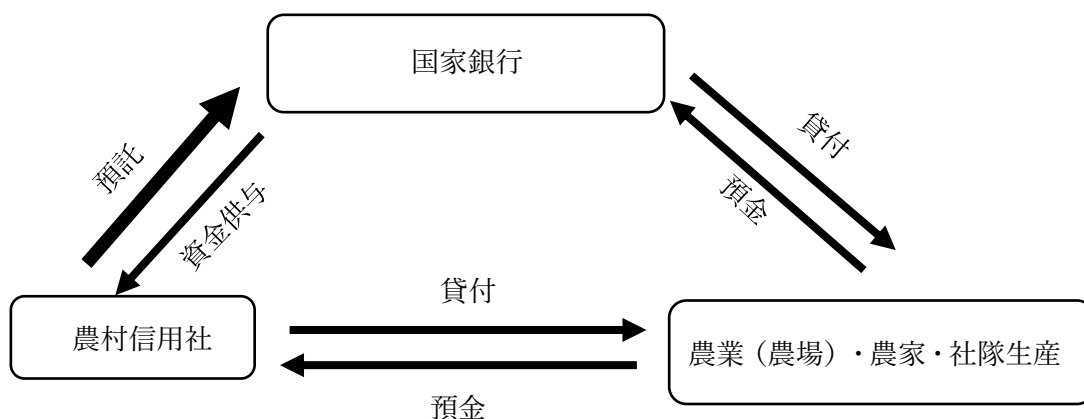 国家銀行
預託
資金供与
貸付
預金
貸付
農村信用社
農業（農場）・農家・社隊生産
預金